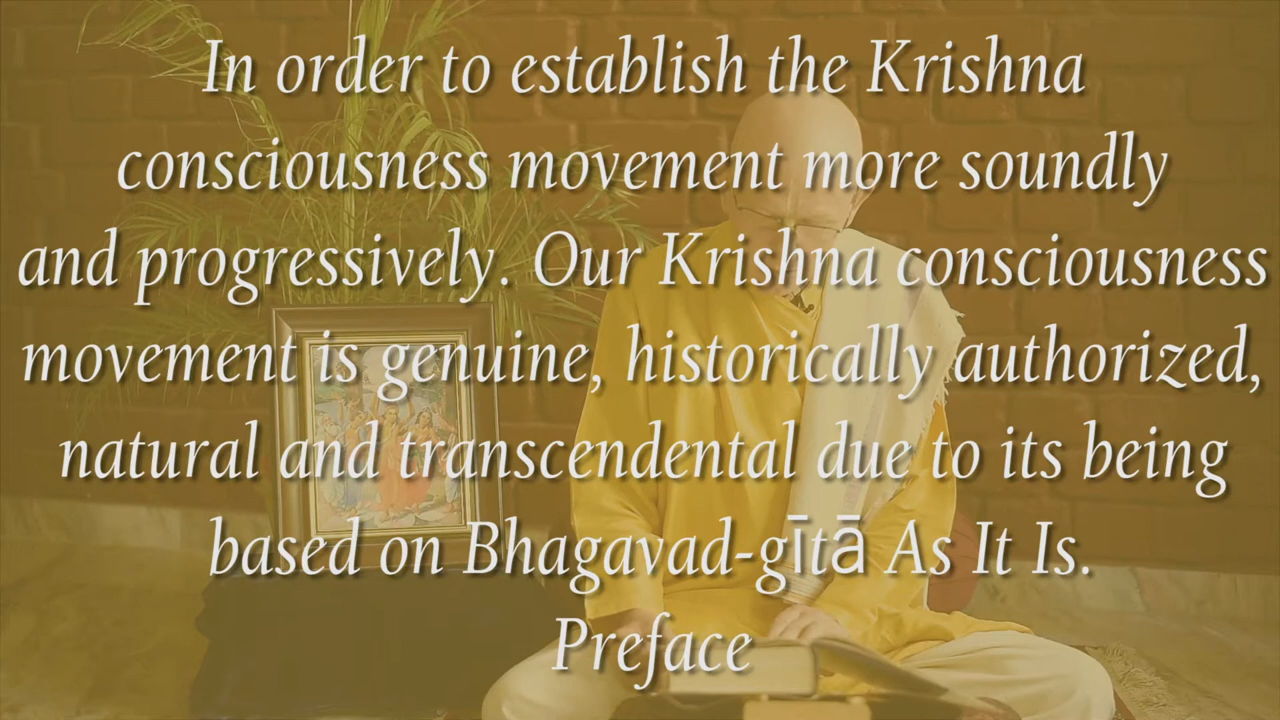 In order to establish the Krishna
consciousness movement more soundly
and progressively. Our Krishna consciousness
movement is genuine, historically authorized,
natural and transcendental due to its being
based on Bhagavad-gītā As It Is.
Preface